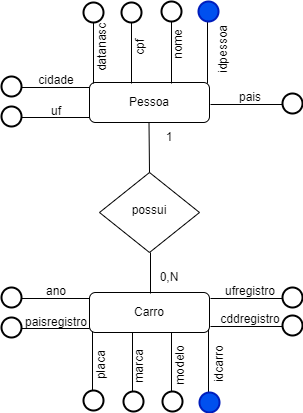 datanasc
cpf
nome
idpessoa
cidade
uf
Pessoa
pais
1
possui
0,N
ano
paisregistro
Carro
ufregistro
cddregistro
placa
marca
modelo
idcarro